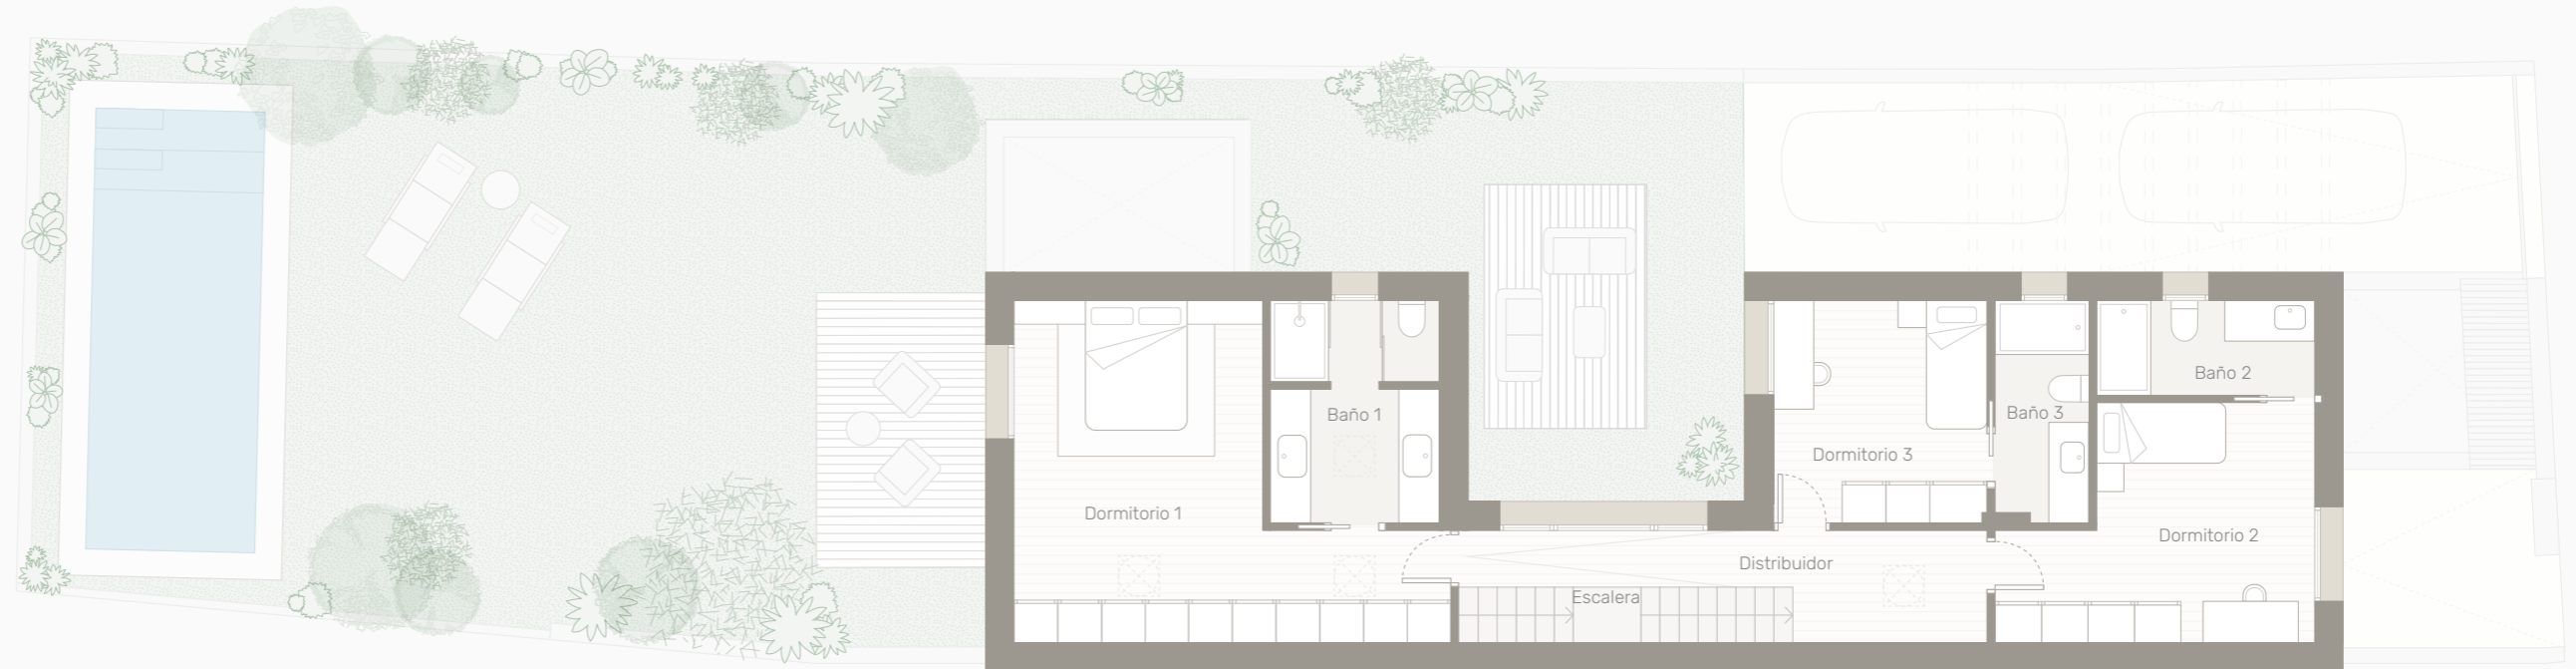 Baño 2
Baño 3
Baño 1
Dormitorio 3
Dormitorio 1
Dormitorio 2
Distribuidor
Escalera